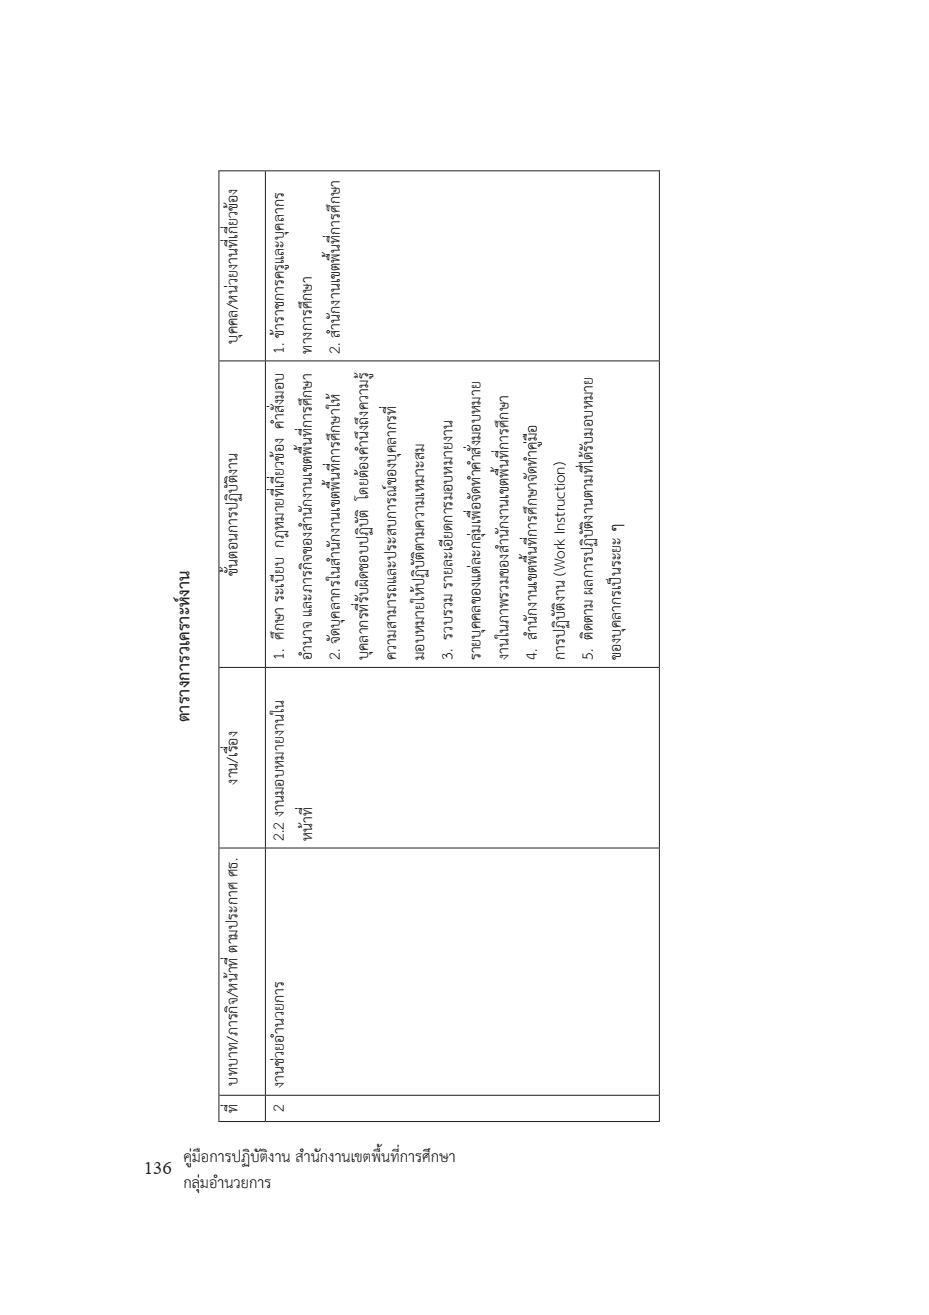 ตารางการวเคราะห์งาน
ที่
บทบาท/ภารกิจ/หน้าที่ ตามประกาศ ศธ.
งาน/เรื่อง
ขั้นตอนการปฏิบัติงาน
บุคคล/หน่วยงานที่เกี่ยวข้อง
2
งานช่วยอำนวยการ
2.2 งานมอบหมายงานใน
หน้าที่
1. ศึกษา ระเบียบ กฎหมายที่เกี่ยวข้อง คำสั่งมอบ
อำนาจ และภารกิจของสำนักงานเขตพื้นที่การศึกษา
2. จัดบุคลากรในสำนักงานเขตพื้นที่การศึกษาให้
บุคลากรที่รับผิดชอบปฏิบัติ โดยต้องคำนึงถึงความรู้
ความสามารถและประสบการณ์ของบุคลากรที่
มอบหมายให้ปฏิบัติตามความเหมาะสม
3. รวบรวม รายละเอียดการมอบหมายงาน
รายบุคคลของแต่ละกลุ่มเพื่อจัดทำคำสั่งมอบหมาย
งานในภาพรวมของสำนักงานเขตพื้นที่การศึกษา
4. สำนักงานเขตพื้นที่การศึกษาจัดทำคู่มือ
การปฏิบัติงาน (Work Instruction)
5. ติดตาม ผลการปฏิบัติงานตามที่ได้รับมอบหมาย
ของบุคลากรเป็นระยะ ๆ
1. ข้าราชการครูและบุคลากร
ทางการศึกษา
2. สำนักงานเขตพื้นที่การศึกษา
136
คู่มือการปฏิบัติงาน สำนักงานเขตพื้นที่การศึกษา
กลุ่มอำนวยการ